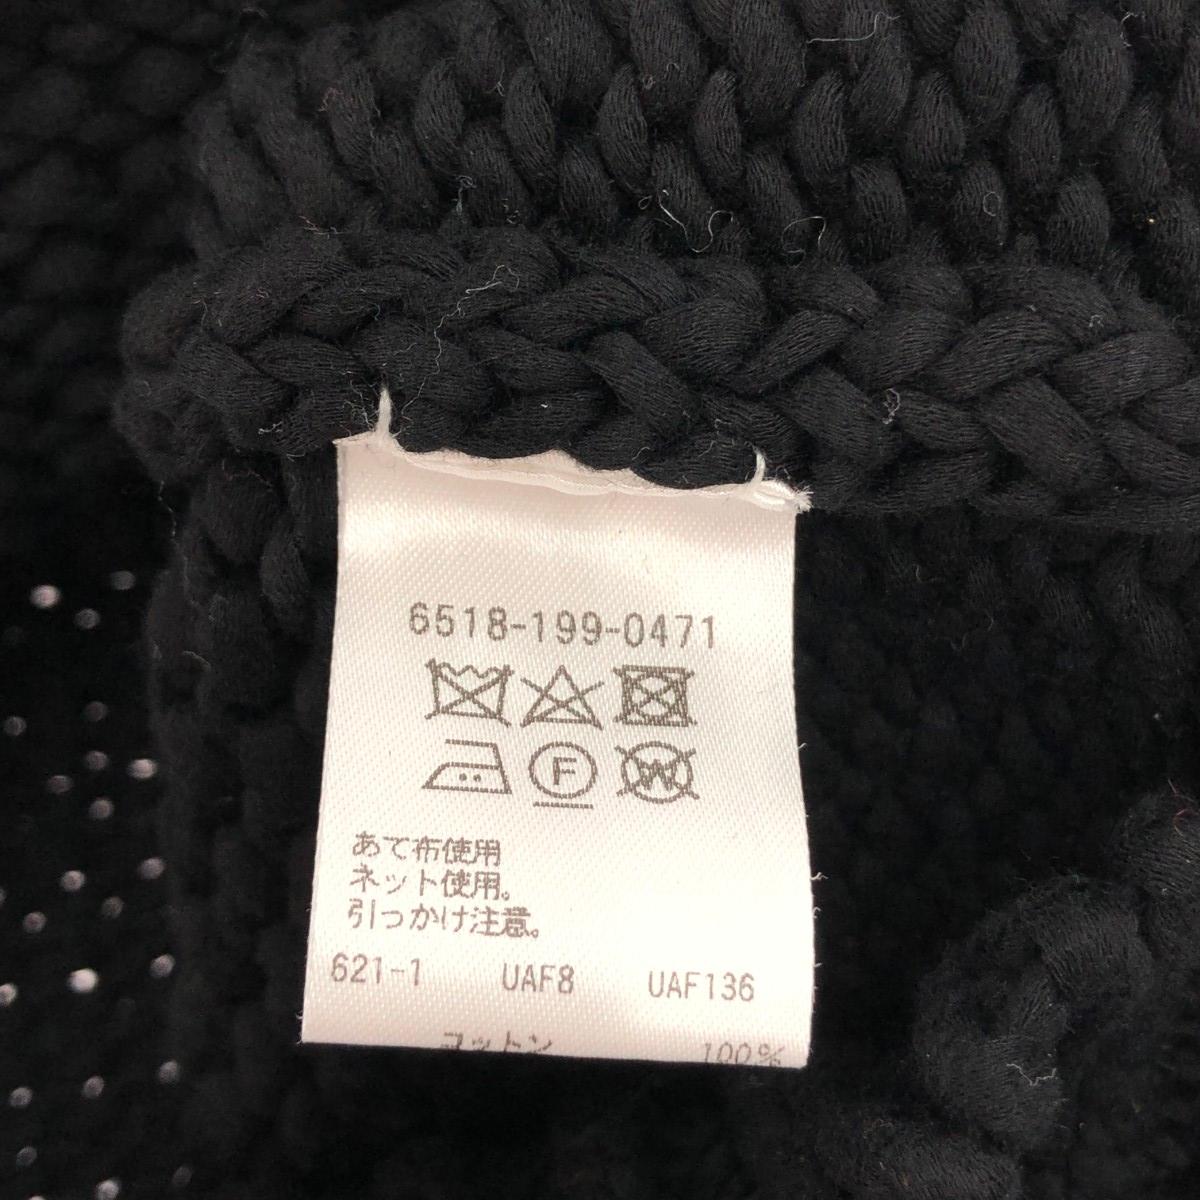 6518-199-0471
F W
あて布使用
ネット使用。
引っかけ注意。
621-1 UAF8 UAF136
コットン 100%